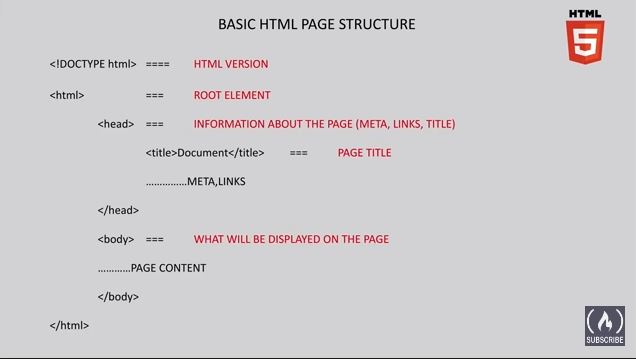 BASIC HTML PAGE STRUCTURE
HTML
5
<!DOCTYPE html> ==== HTML VERSION
<html> === ROOT ELEMENT
<head> === INFORMATION ABOUT THE PAGE (META, LINKS, TITLE)
<title>Document</title> === PAGE TITLE
……………META,LINKS
</head>
<body> === WHAT WILL BE DISPLAYED ON THE PAGE
…………PAGE CONTENT
</body>
</html>
SUBSCRIBE